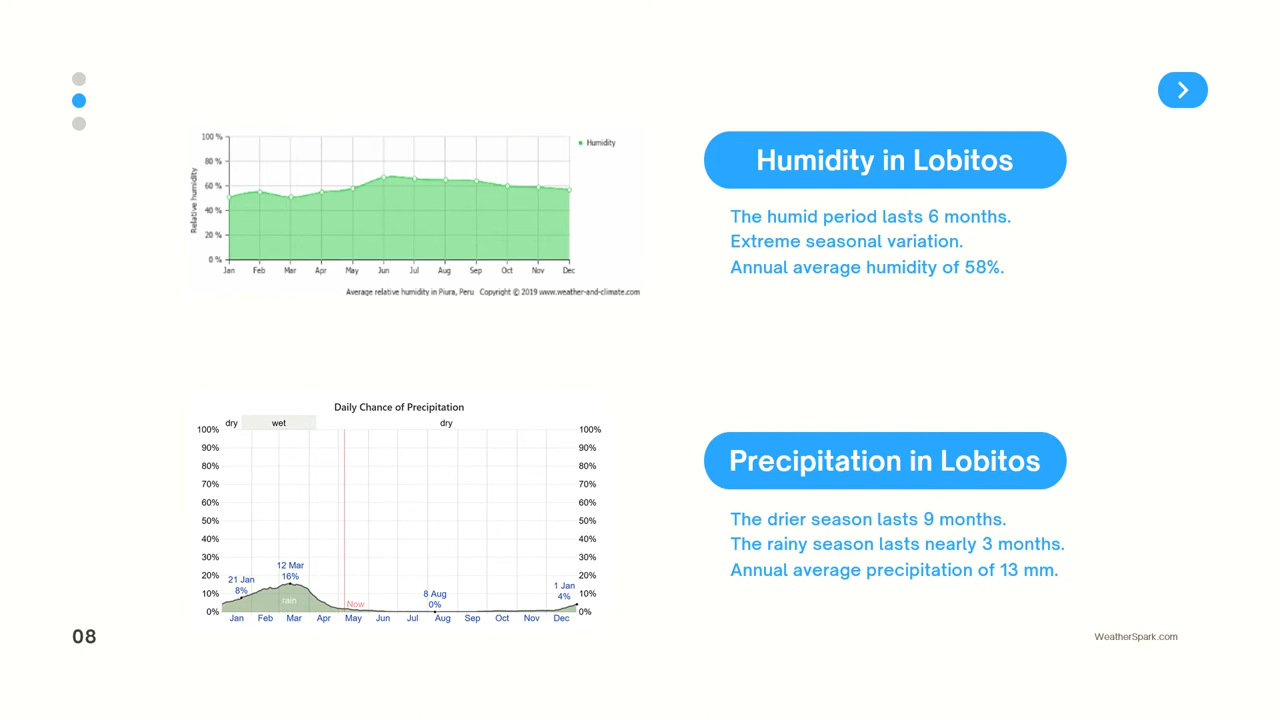 Humidity in Lobitos
The humid period lasts 6 months.
Extreme seasonal variation.
Annual average humidity of 58%.
100 %
80 %
60 %
40 %
20 %
0 %
Relative humidity
Humidity
Jan Feb Mar Apr May Jun Jul Aug Sep Oct Nov Dec
Average relative humidity in Piura, Peru Copyright © 2019 www.weather-and-climate.com
Daily Chance of Precipitation
dry wet dry
100% 100%
90% 90%
80% 80%
70% 70%
60% 60%
50% 50%
40% 40%
30% 30%
20% 20%
10% 10%
0% 0%
21 Jan
8%
12 Mar
16%
rain
Now
8 Aug
0%
1 Jan
4%
Jan Feb Mar Apr May Jun Jul Aug Sep Oct Nov Dec
Precipitation in Lobitos
The drier season lasts 9 months.
The rainy season lasts nearly 3 months.
Annual average precipitation of 13 mm.
08
WeatherSpark.com